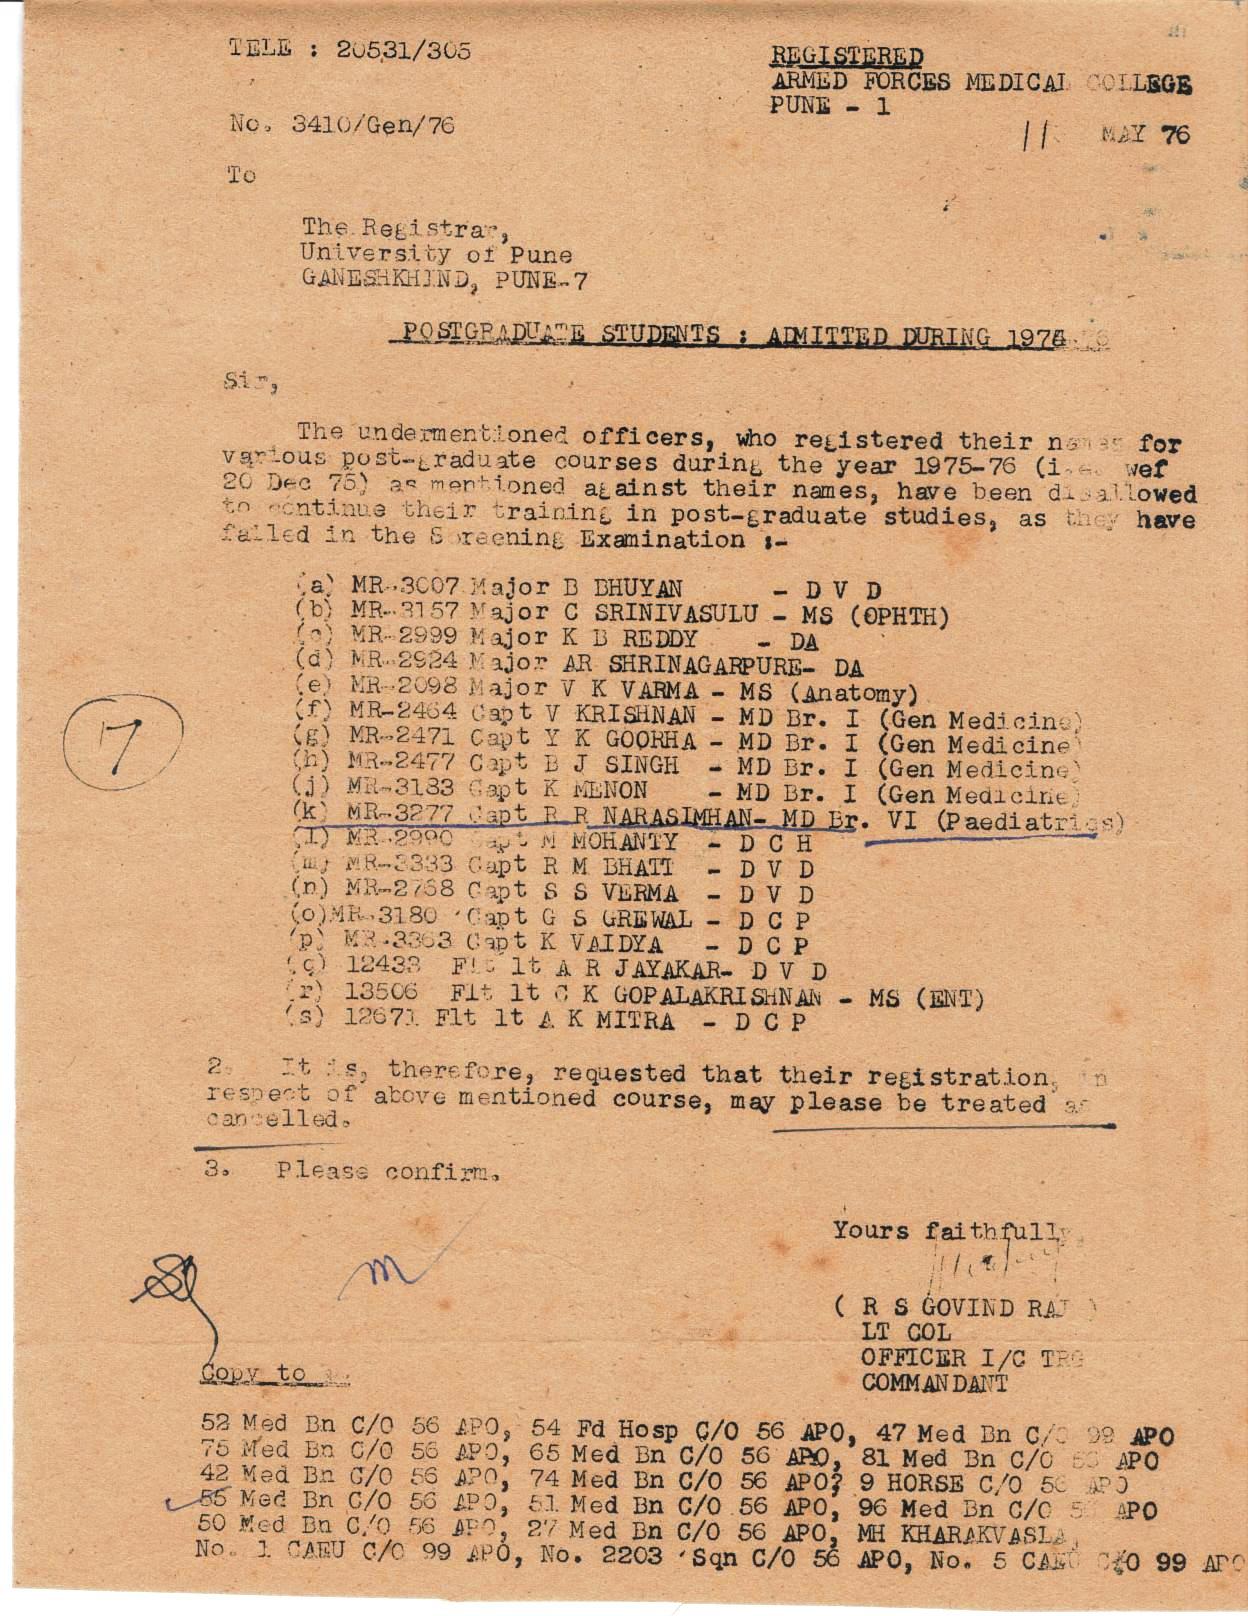 TELE : 20531/305
REGISTERED
ARMED FORCES MEDICAL COLLEGE
PUNE - 1
No. 3410/Gen/76
11 MAY 76
To
The Registrar,
University of Pune
GANESHKHIND, PUNE-7
POSTGRADUATE STUDENTS : ADMITTED DURING
Sir,
The undermentioned officers, who registered their names for
various post-graduate courses during the year 1975-76 (i.e. wef
20 Dec 75) as mentioned against their names, have been disallowed
to continue their training in post-graduate studies, as they have
failed in the Screening Examination :-
(a) MR-3007 Major B BHUYAN - D V D
(b) MR-3157 Major C SRINIVASULU - MS (OPHTH)
(c) MR-2999 Major K B REDDY - DA
(d) MR-2924 Major AR SHRINAGARPURE- DA
(e) MR-2098 Major V K VARMA - MS (Anatomy)
(f) MR-2464 Capt V KRISHNAN - MD Br. I (Gen Medicine)
(g) MR-2471 Capt Y K GOORHA - MD Br. I (Gen Medicine)
(h) MR-2477 Capt B J SINGH - MD Br. I (Gen Medicine)
(j) MR-3183 Capt K MENON - MD Br. I (Gen Medicine)
(k) MR-3277 Capt R R NARASIMHAN- MD Br. VI (Paediatrics)
(l) MR-2990 Capt M MOHANTY - D C H
(m) MR-3333 Capt R M BHATT - D V D
(n) MR-2768 Capt S S VERMA - D V D
(o)MR-3180 Capt G S GREWAL - D C P
(p) MR-3363 Capt K VAIDYA - D C P
(q) 12433 Flt lt A R JAYAKAR- D V D
(r) 13506 Flt lt C K GOPALAKRISHNAN - MS (ENT)
(s) 12671 Flt lt A K MITRA - D C P
7
2. It is, therefore, requested that their registration, in
respect of above mentioned course, may please be treated as
cancelled.
3. Please confirm.
Yours faithfully,
( R S GOVIND RAJ )
LT COL
OFFICER I/C TRG
COMMANDANT
Copy to
52 Med Bn C/O 56 APO, 54 Fd Hosp C/O 56 APO, 47 Med Bn C/O 99 APO
75 Med Bn C/O 56 APO, 65 Med Bn C/O 56 APO, 81 Med Bn C/O 56 APO
42 Med Bn C/O 56 APO, 74 Med Bn C/O 56 APO? 9 HORSE C/O 56 APO
55 Med Bn C/O 56 APO, 51 Med Bn C/O 56 APO, 96 Med Bn C/O 56 APO
50 Med Bn C/O 56 APO, 27 Med Bn C/O 56 APO, MH KHARAKVASLA,
No. 1 CAEU C/O 99 APO, No. 2203 Sqn C/O 56 APO, No. 5 CAEU C/O 99 APO